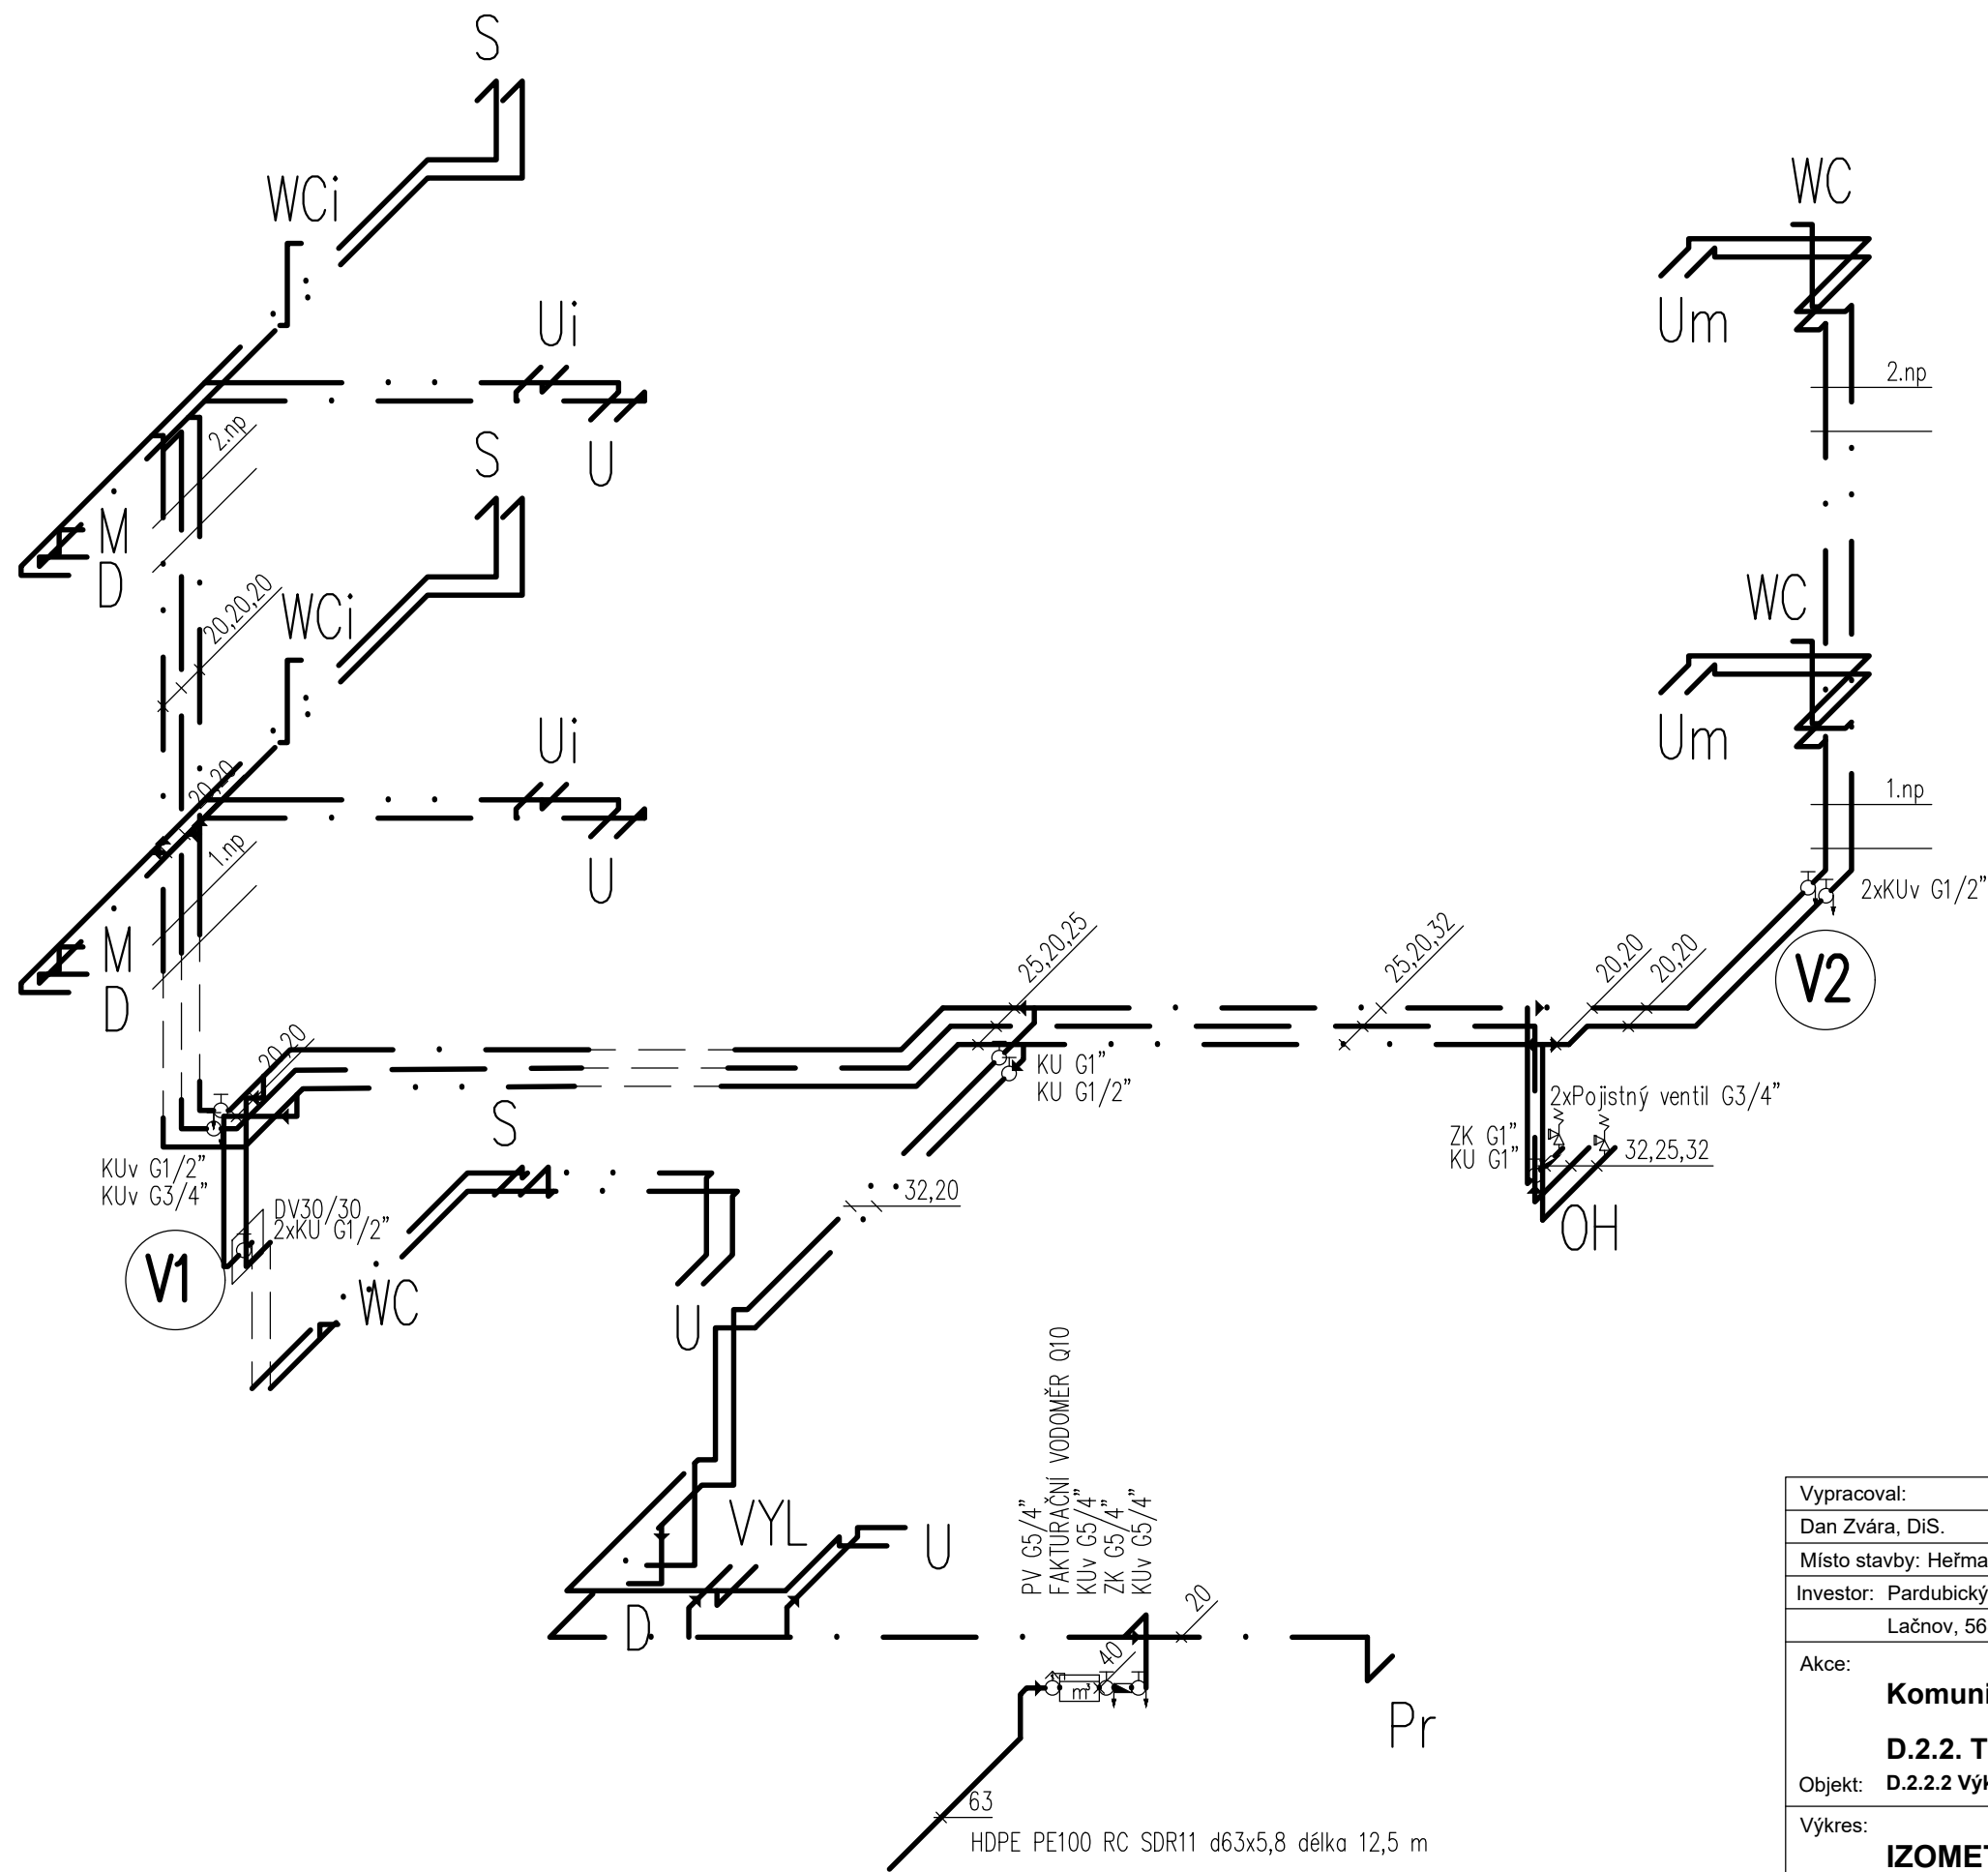 S
WCi
Ui
U
2.np
M
D
20,20,20
S
WCi
Ui
U
20,20
1.np
M
D
WC
Um
2.np
WC
Um
1.np
2xKUv G1/2"
V2
25,20,25
25,20,32
20,20
20,20
KU G1"
KU G1/2"
2xPojistný ventil G3/4"
ZK G1"
KU G1"
32,25,32
OH
20,20
KUv G1/2"
KUv G3/4"
DV30/30
2xKU G1/2"
V1
S
WC
U
32,20
VYL
D
U
PV G5/4"
FAKTURAČNÍ VODOMĚR Q10
KUv G5/4"
ZK G5/4"
KUv G5/4"
20
40
m³
Pr
63
HDPE PE100 RC SDR11 d63x5,8 délka 12,5 m
Vypracoval:
Dan Zvára, DiS.
Místo stavby: Heřma
Investor: Pardubický
Lačnov, 56
Akce:
Komuni
D.2.2. T
Objekt: D.2.2.2 Výk
Výkres:
IZOMET